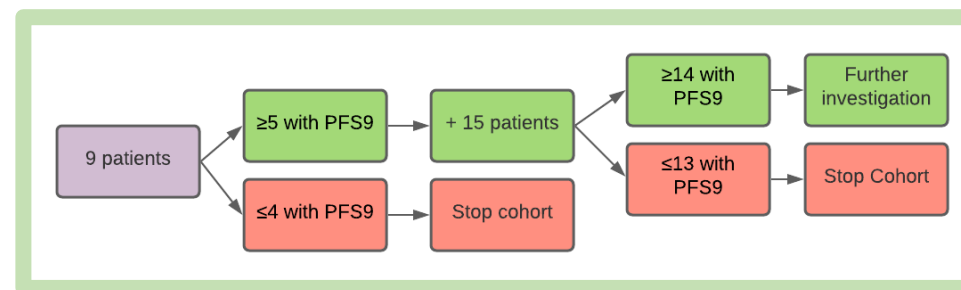 9 patients
≥5 with PFS9
≤4 with PFS9
+ 15 patients
Stop cohort
≥14 with
PFS9
≤13 with
PFS9
Further
investigation
Stop Cohort